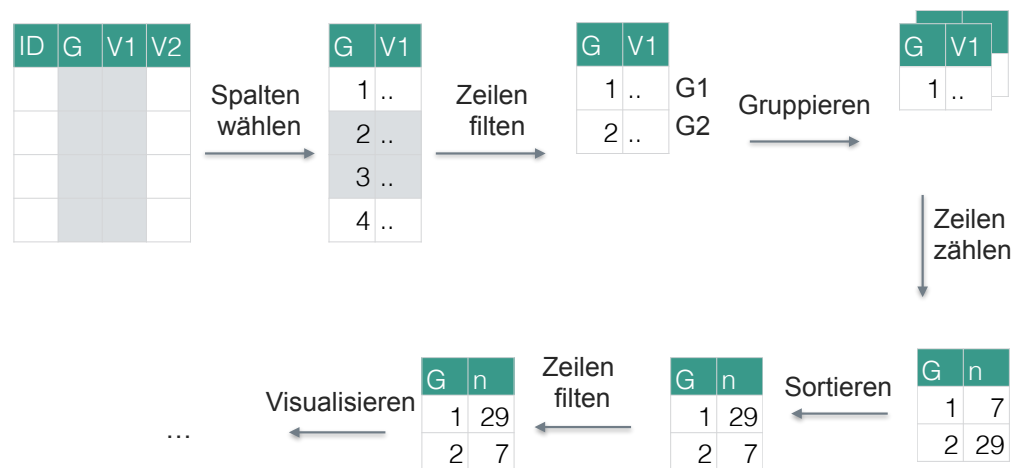 ID G V1 V2
Spalten
wählen
G V1
1 ..
2 ..
3 ..
4 ..
Zeilen
filten
G V1
1 .. G1
2 .. G2
Gruppieren
G V1
1 ..
Zeilen
zählen
G n
1 7
2 29
Sortieren
G n
1 29
2 7
Zeilen
filten
G n
1 29
2 7
Visualisieren
...